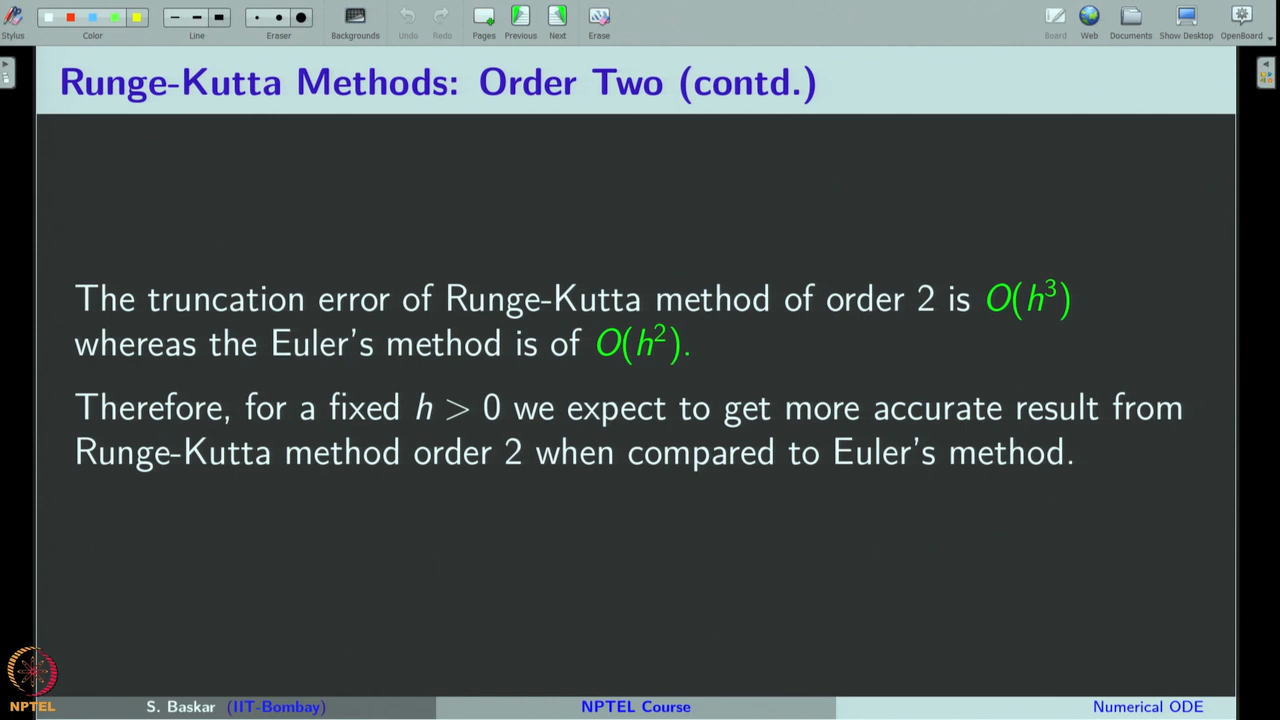 Stylus Color Line Eraser Backgrounds Undo Redo Pages Previous Next Erase Board Web Documents Show Desktop OpenBoard
Runge-Kutta Methods: Order Two (contd.)
The truncation error of Runge-Kutta method of order 2 is O(h³)
whereas the Euler's method is of O(h²).
Therefore, for a fixed h > 0 we expect to get more accurate result from
Runge-Kutta method order 2 when compared to Euler's method.
NPTEL
S. Baskar (IIT-Bombay) NPTEL Course Numerical ODE